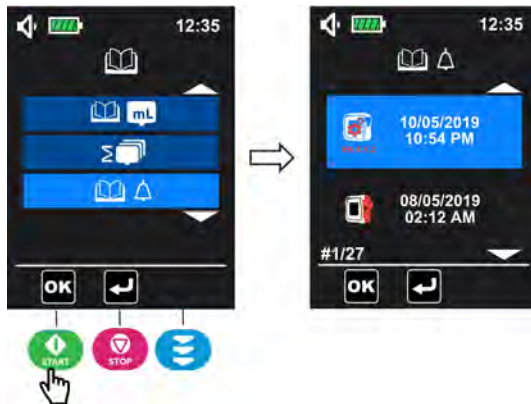 12:35
mL
Σ
OK
START
STOP
12:35
10/05/2019
10:54 PM
08/05/2019
02:12 AM
#1/27
OK